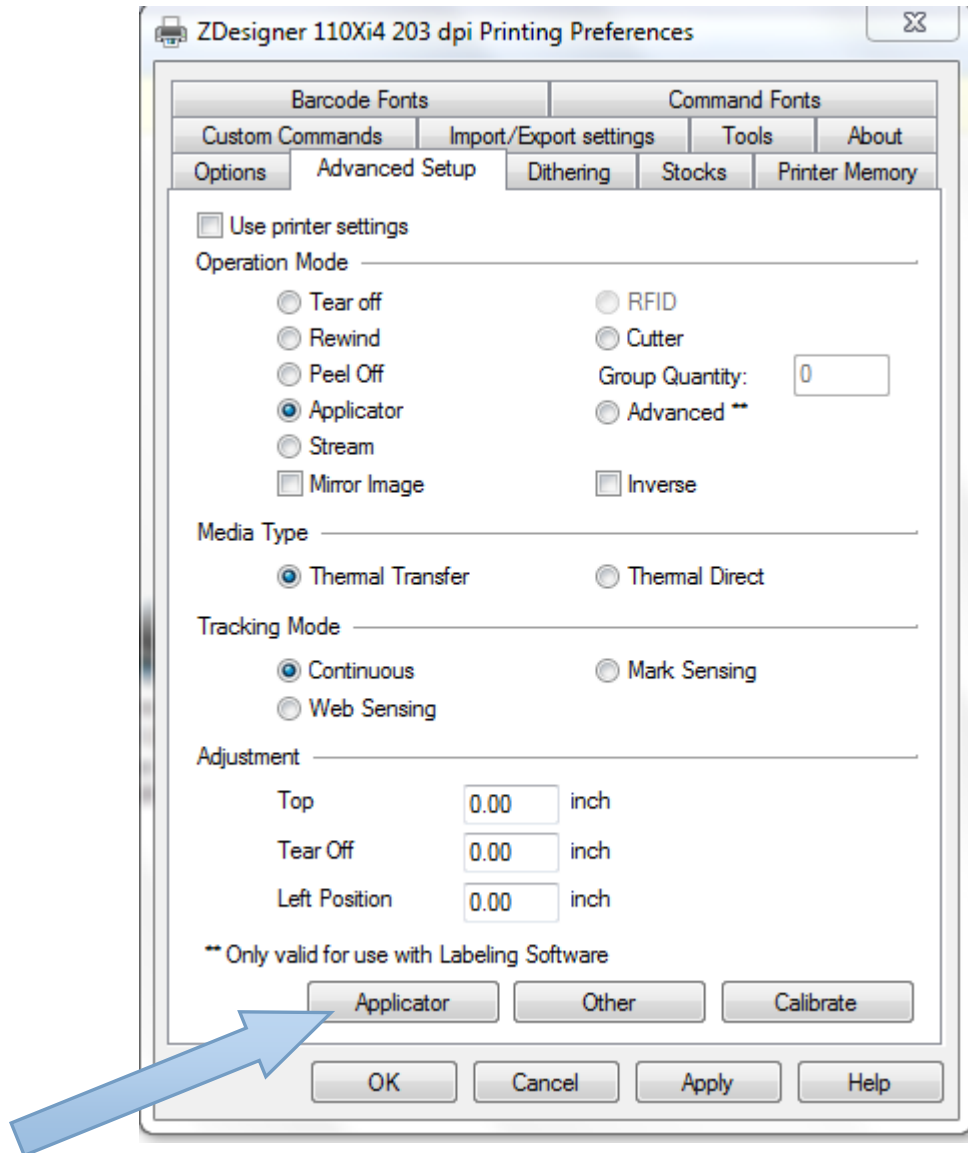 ZDesigner 110Xi4 203 dpi Printing Preferences
Barcode Fonts Command Fonts
Custom Commands Import/Export settings Tools About
Options Advanced Setup Dithering Stocks Printer Memory
Use printer settings
Operation Mode
Tear off RFID
Rewind Cutter
Peel Off Group Quantity: 0
Applicator Advanced **
Stream
Mirror Image Inverse
Media Type
Thermal Transfer Thermal Direct
Tracking Mode
Continuous Mark Sensing
Web Sensing
Adjustment
Top 0.00 inch
Tear Off 0.00 inch
Left Position 0.00 inch
** Only valid for use with Labeling Software
Applicator Other Calibrate
OK Cancel Apply Help